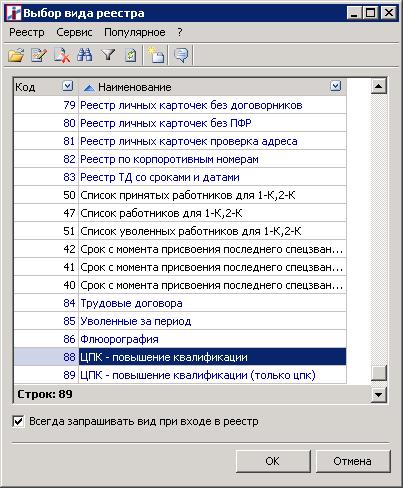 Выбор вида реестра
Реестр Сервис Популярное ?
Код Наименование
79 Реестр личных карточек без договорников
80 Реестр личных карточек без ПФР
81 Реестр личных карточек проверка адреса
82 Реестр по корпоротивным номерам
83 Реестр ТД со сроками и датами
50 Список принятых работников для 1-К,2-К
47 Список работников для 1-К,2-К
51 Список уволенных работников для 1-К,2-К
42 Срок с момента присвоения последнего спецзван...
41 Срок с момента присвоения последнего спецзван...
40 Срок с момента присвоения последнего спецзван...
84 Трудовые договора
85 Уволенные за период
86 Флюорография
88 ЦПК - повышение квалификации
89 ЦПК - повышение квалификации (только цпк)
Строк: 89
Всегда запрашивать вид при входе в реестр
ОК Отмена